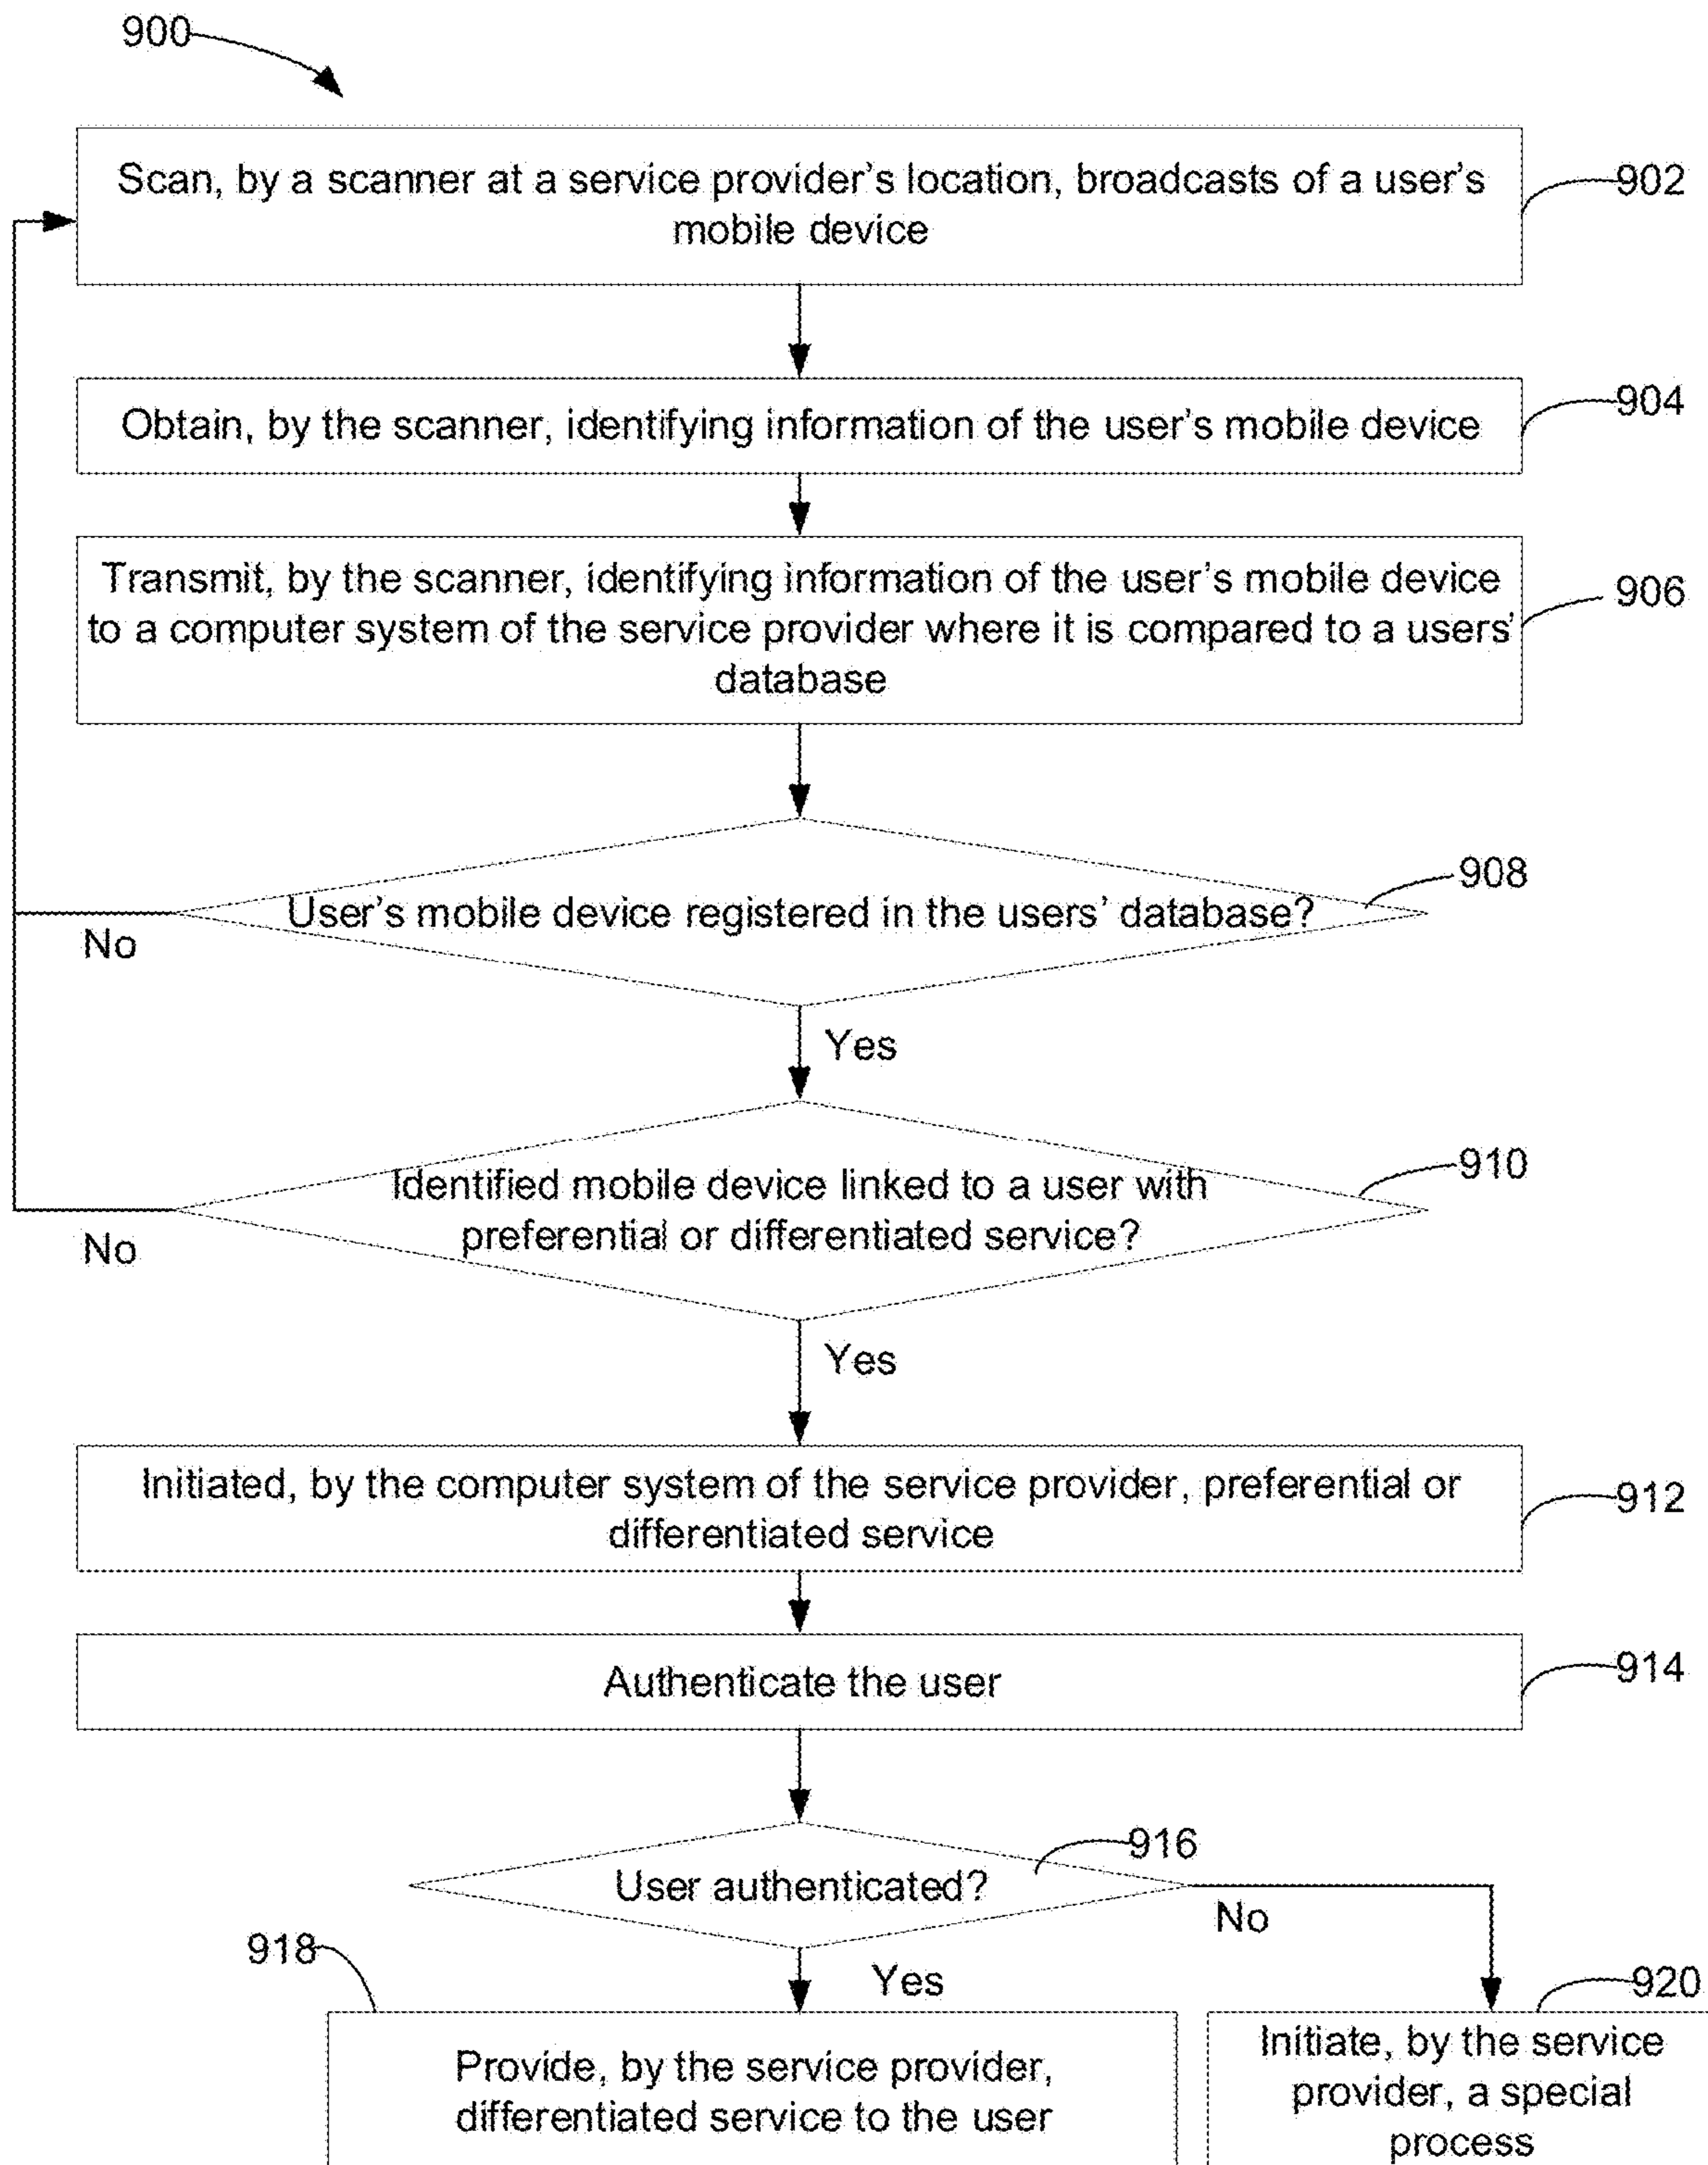 900
Scan, by a scanner at a service provider's location, broadcasts of a user's
mobile device
902
Obtain, by the scanner, identifying information of the user's mobile device
904
Transmit, by the scanner, identifying information of the user's mobile device
to a computer system of the service provider where it is compared to a users'
database
906
User's mobile device registered in the users' database?
908
No
Yes
Identified mobile device linked to a user with
preferential or differentiated service?
910
No
Yes
Initiated, by the computer system of the service provider, preferential or
differentiated service
912
Authenticate the user
914
User authenticated?
916
No
Yes
918
Provide, by the service provider,
differentiated service to the user
920
Initiate, by the service
provider, a special
process